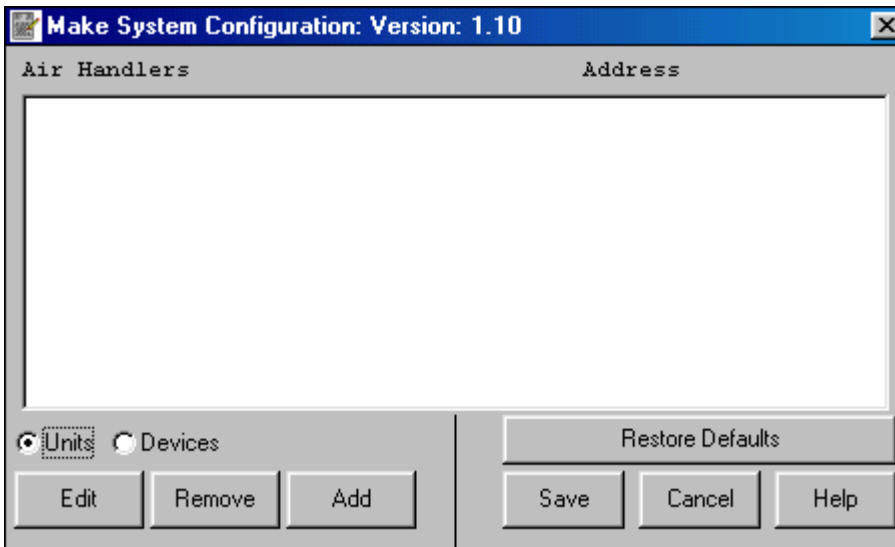 Make System Configuration: Version: 1.10
Air Handlers Address
Units Devices
Restore Defaults
Edit Remove Add Save Cancel Help